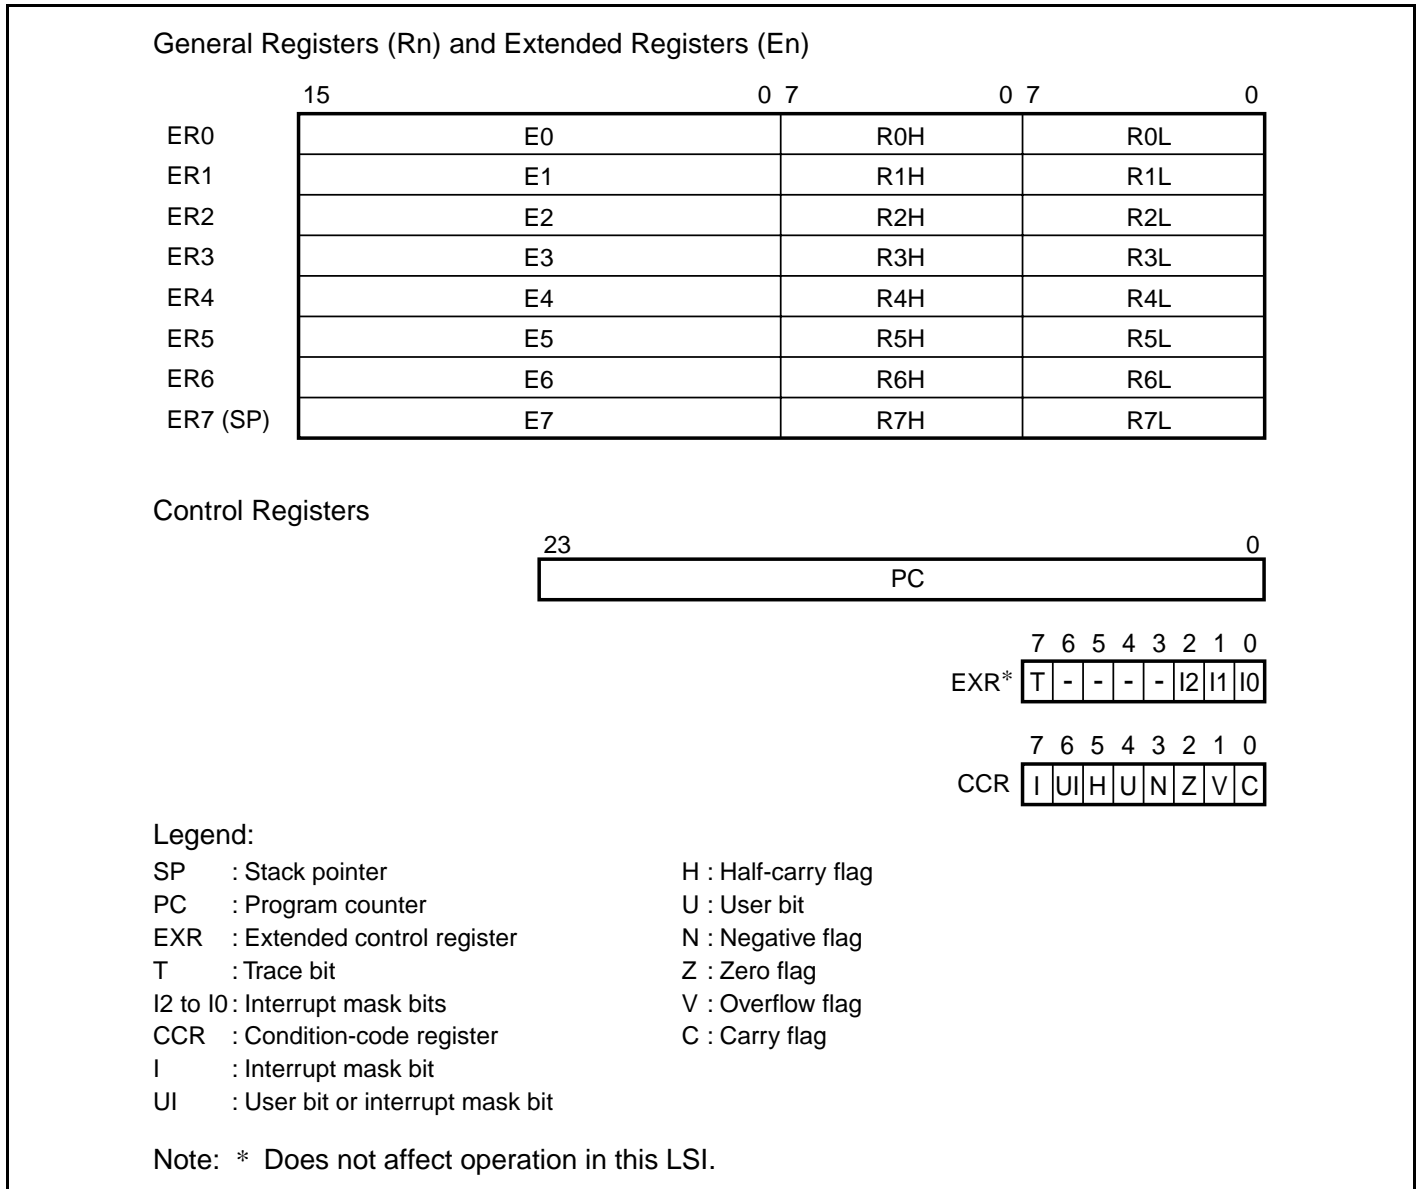 General Registers (Rn) and Extended Registers (En)
15 0 7 0 7 0
ER0 E0 R0H R0L
ER1 E1 R1H R1L
ER2 E2 R2H R2L
ER3 E3 R3H R3L
ER4 E4 R4H R4L
ER5 E5 R5H R5L
ER6 E6 R6H R6L
ER7 (SP) E7 R7H R7L
Control Registers
23 0
PC
7 6 5 4 3 2 1 0
EXR* T - - - - I2 I1 I0
7 6 5 4 3 2 1 0
CCR I UI H U N Z V C
Legend:
SP : Stack pointer
PC : Program counter
EXR : Extended control register
T : Trace bit
I2 to I0 : Interrupt mask bits
CCR : Condition-code register
I : Interrupt mask bit
UI : User bit or interrupt mask bit
H : Half-carry flag
U : User bit
N : Negative flag
Z : Zero flag
V : Overflow flag
C : Carry flag
Note: * Does not affect operation in this LSI.